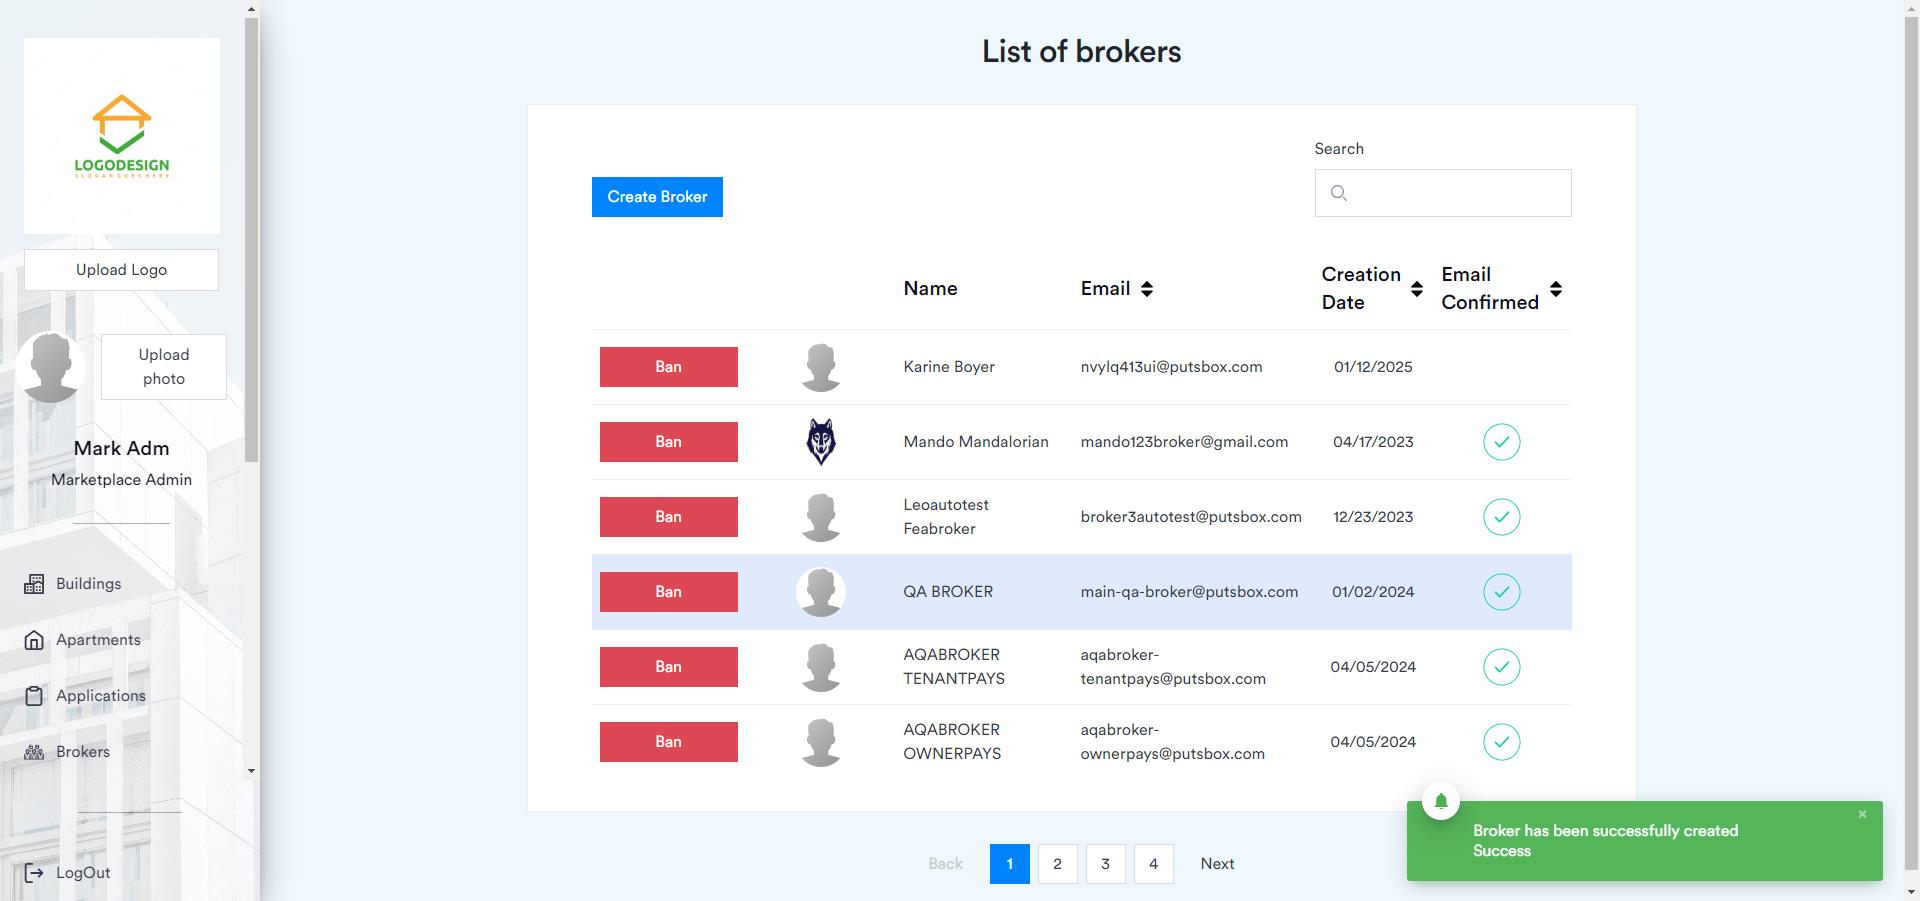 LOGODESIGN
SLOGAN GOES HERE
Upload Logo
Upload
photo
Mark Adm
Marketplace Admin
Buildings
Apartments
Applications
Brokers
LogOut
List of brokers
Create Broker
Search
Name
Email
Creation
Date
Email
Confirmed
Ban
Karine Boyer
nvylq413ui@putsbox.com
01/12/2025
Ban
Mando Mandalorian
mando123broker@gmail.com
04/17/2023
Ban
Leoautotest
Feabroker
broker3autotest@putsbox.com
12/23/2023
Ban
QA BROKER
main-qa-broker@putsbox.com
01/02/2024
Ban
AQABROKER
TENANTPAYS
aqabroker-
tenantpays@putsbox.com
04/05/2024
Ban
AQABROKER
OWNERPAYS
aqabroker-
ownerpays@putsbox.com
04/05/2024
Back
1
2
3
4
Next
Broker has been successfully created
Success
×